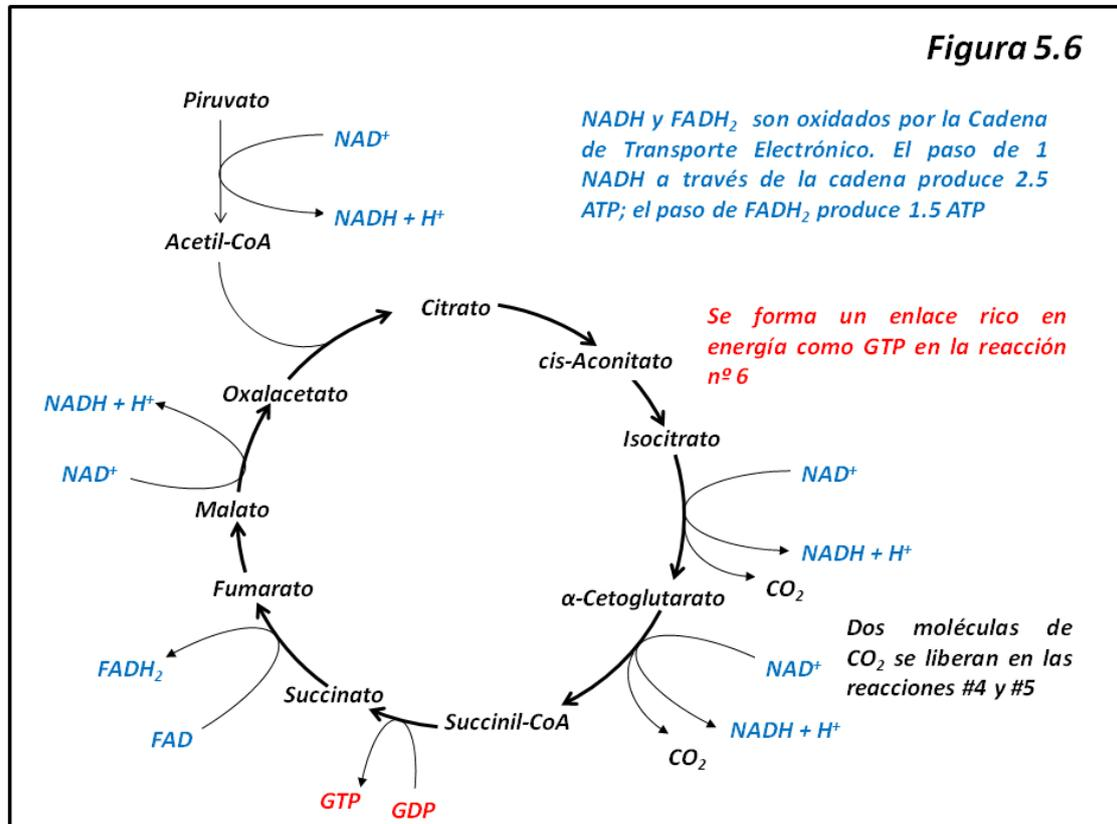 Figura 5.6
Piruvato
NAD⁺
NADH + H⁺
Acetil-CoA
NADH y FADH₂ son oxidados por la Cadena
de Transporte Electrónico. El paso de 1
NADH a través de la cadena produce 2.5
ATP; el paso de FADH₂ produce 1.5 ATP
Citrato
Se forma un enlace rico en
energía como GTP en la reacción
nº 6
cis-Aconitato
Oxalacetato
NADH + H⁺
Isocitrato
NAD⁺
NAD⁺
Malato
NADH + H⁺
CO₂
Fumarato
α-Cetoglutarato
Dos moléculas de
CO₂ se liberan en las
reacciones #4 y #5
FADH₂
NAD⁺
Succinato
Succinil-CoA
NADH + H⁺
FAD
CO₂
GTP
GDP